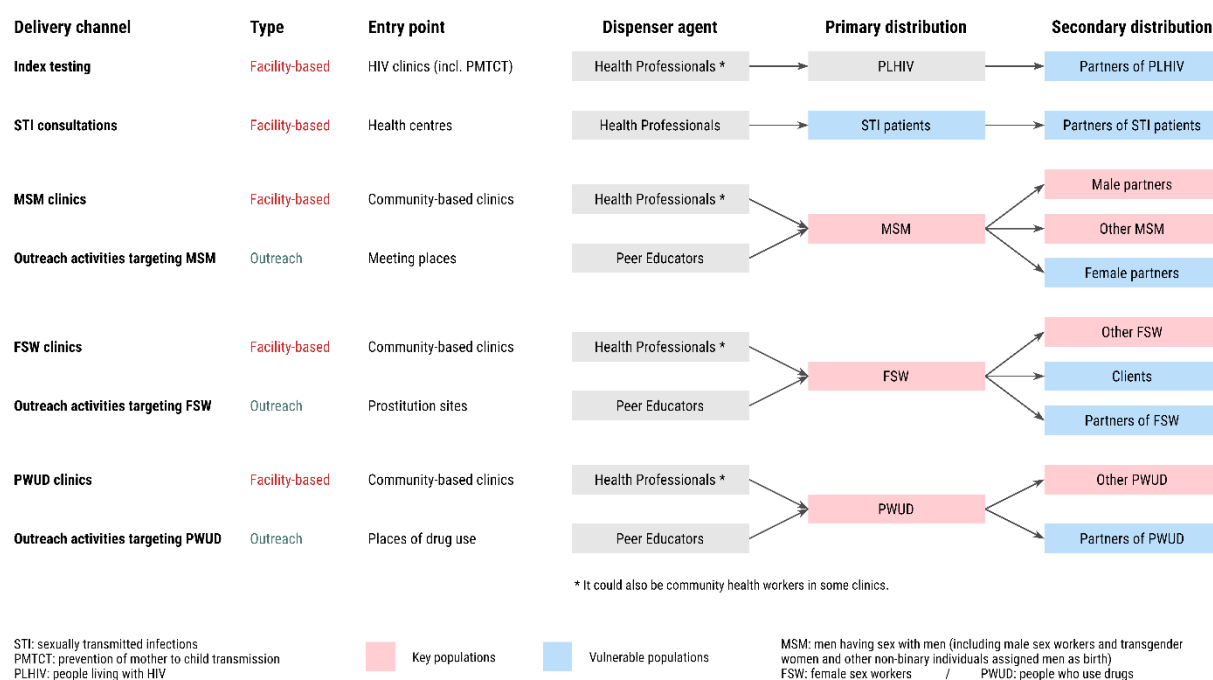 Delivery channel Type Entry point Dispenser agent Primary distribution Secondary distribution
Index testing Facility-based HIV clinics (incl. PMTCT) Health Professionals * PLHIV Partners of PLHIV
STI consultations Facility-based Health centres Health Professionals STI patients Partners of STI patients
Male partners
MSM clinics Facility-based Community-based clinics Health Professionals *
MSM Other MSM
Outreach activities targeting MSM Outreach Meeting places Peer Educators
Female partners
Other FSW
FSW clinics Facility-based Community-based clinics Health Professionals *
FSW Clients
Outreach activities targeting FSW Outreach Prostitution sites Peer Educators
Partners of FSW
PWUD clinics Facility-based Community-based clinics Health Professionals * Other PWUD
PWUD
Outreach activities targeting PWUD Outreach Places of drug use Peer Educators Partners of PWUD
* It could also be community health workers in some clinics.
STI: sexually transmitted infections
PMTCT: prevention of mother to child transmission
PLHIV: people living with HIV
Key populations Vulnerable populations
MSM: men having sex with men (including male sex workers and transgender
women and other non-binary individuals assigned men as birth)
FSW: female sex workers / PWUD: people who use drugs